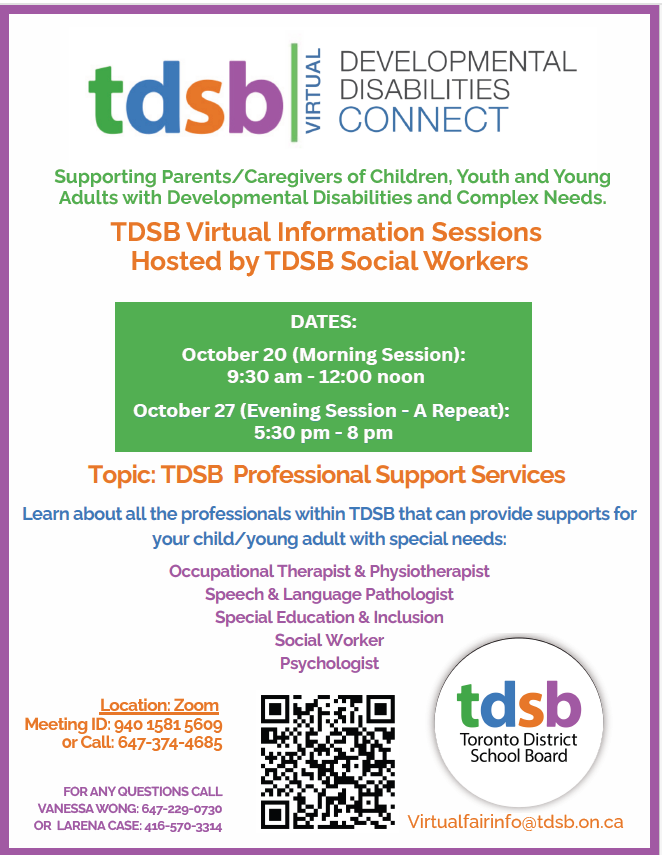 tdsb
VIRTUAL
DEVELOPMENTAL
DISABILITIES
CONNECT
Supporting Parents/Caregivers of Children, Youth and Young
Adults with Developmental Disabilities and Complex Needs.
TDSB Virtual Information Sessions
Hosted by TDSB Social Workers
DATES:
October 20 (Morning Session):
9:30 am - 12:00 noon
October 27 (Evening Session - A Repeat):
5:30 pm - 8 pm
Topic: TDSB Professional Support Services
Learn about all the professionals within TDSB that can provide supports for
your child/young adult with special needs:
Occupational Therapist & Physiotherapist
Speech & Language Pathologist
Special Education & Inclusion
Social Worker
Psychologist
Location: Zoom
Meeting ID: 940 1581 5609
or Call: 647-374-4685
FOR ANY QUESTIONS CALL
VANESSA WONG: 647-229-0730
OR LARENA CASE: 416-570-3314
tdsb
Toronto District
School Board
Virtualfairinfo@tdsb.on.ca